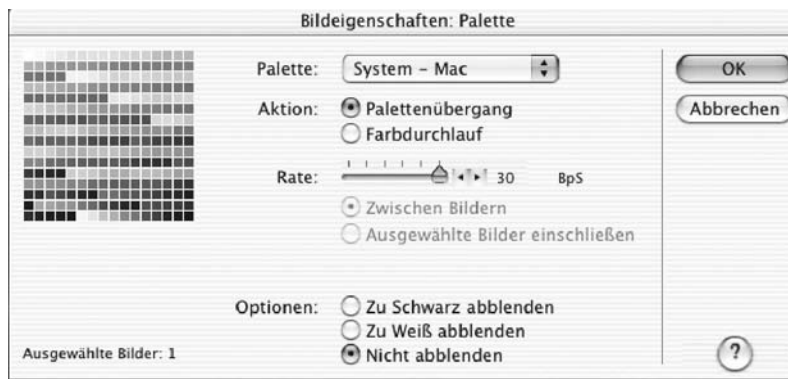 Bildeigenschaften: Palette
Palette: System – Mac
OK
Aktion: Palettenübergang
Abbrechen
Farbdurchlauf
Rate: 30 BpS
Zwischen Bildern
Ausgewählte Bilder einschließen
Optionen: Zu Schwarz abblenden
Zu Weiß abblenden
Ausgewählte Bilder: 1
Nicht abblenden
?